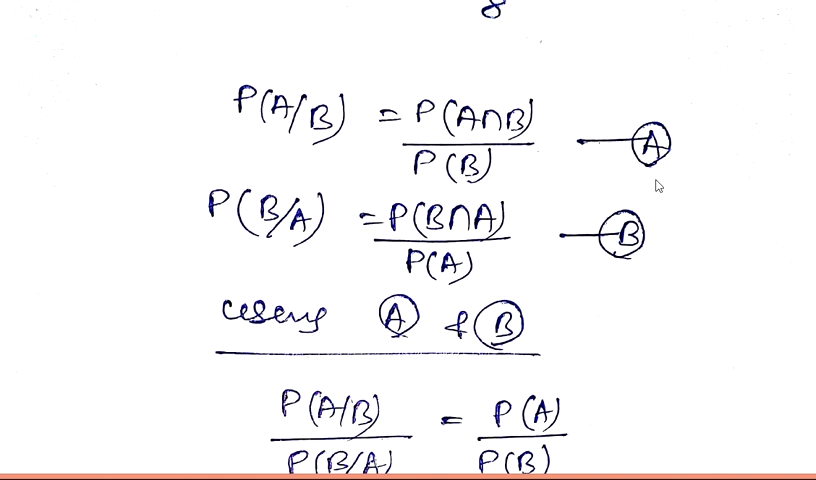 8
P(A/B) = P(A∩B) / P(B) — A
P(B/A) = P(B∩A) / P(A) — B
using A & B
P(A/B) / P(B/A) = P(A) / P(B)